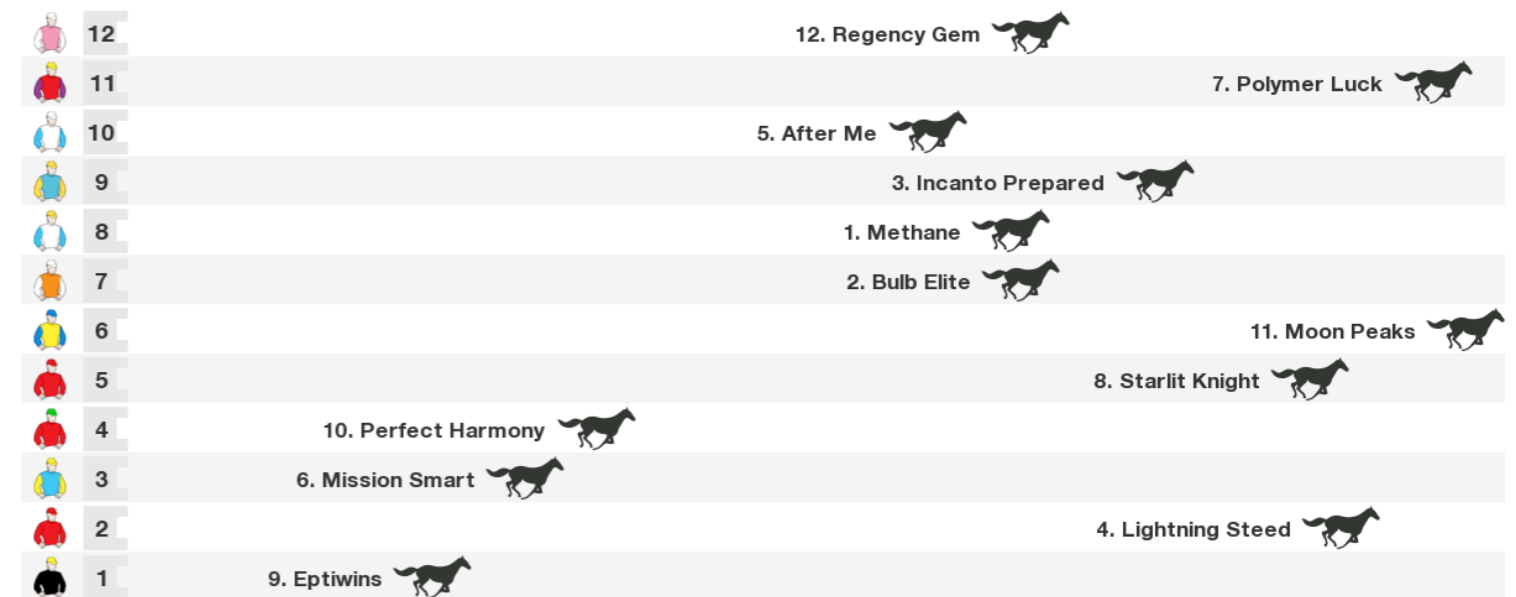 12 12. Regency Gem
11 7. Polymer Luck
10 5. After Me
9 3. Incanto Prepared
8 1. Methane
7 2. Bulb Elite
6 11. Moon Peaks
5 8. Starlit Knight
4 10. Perfect Harmony
3 6. Mission Smart
2 4. Lightning Steed
1 9. Eptiwins